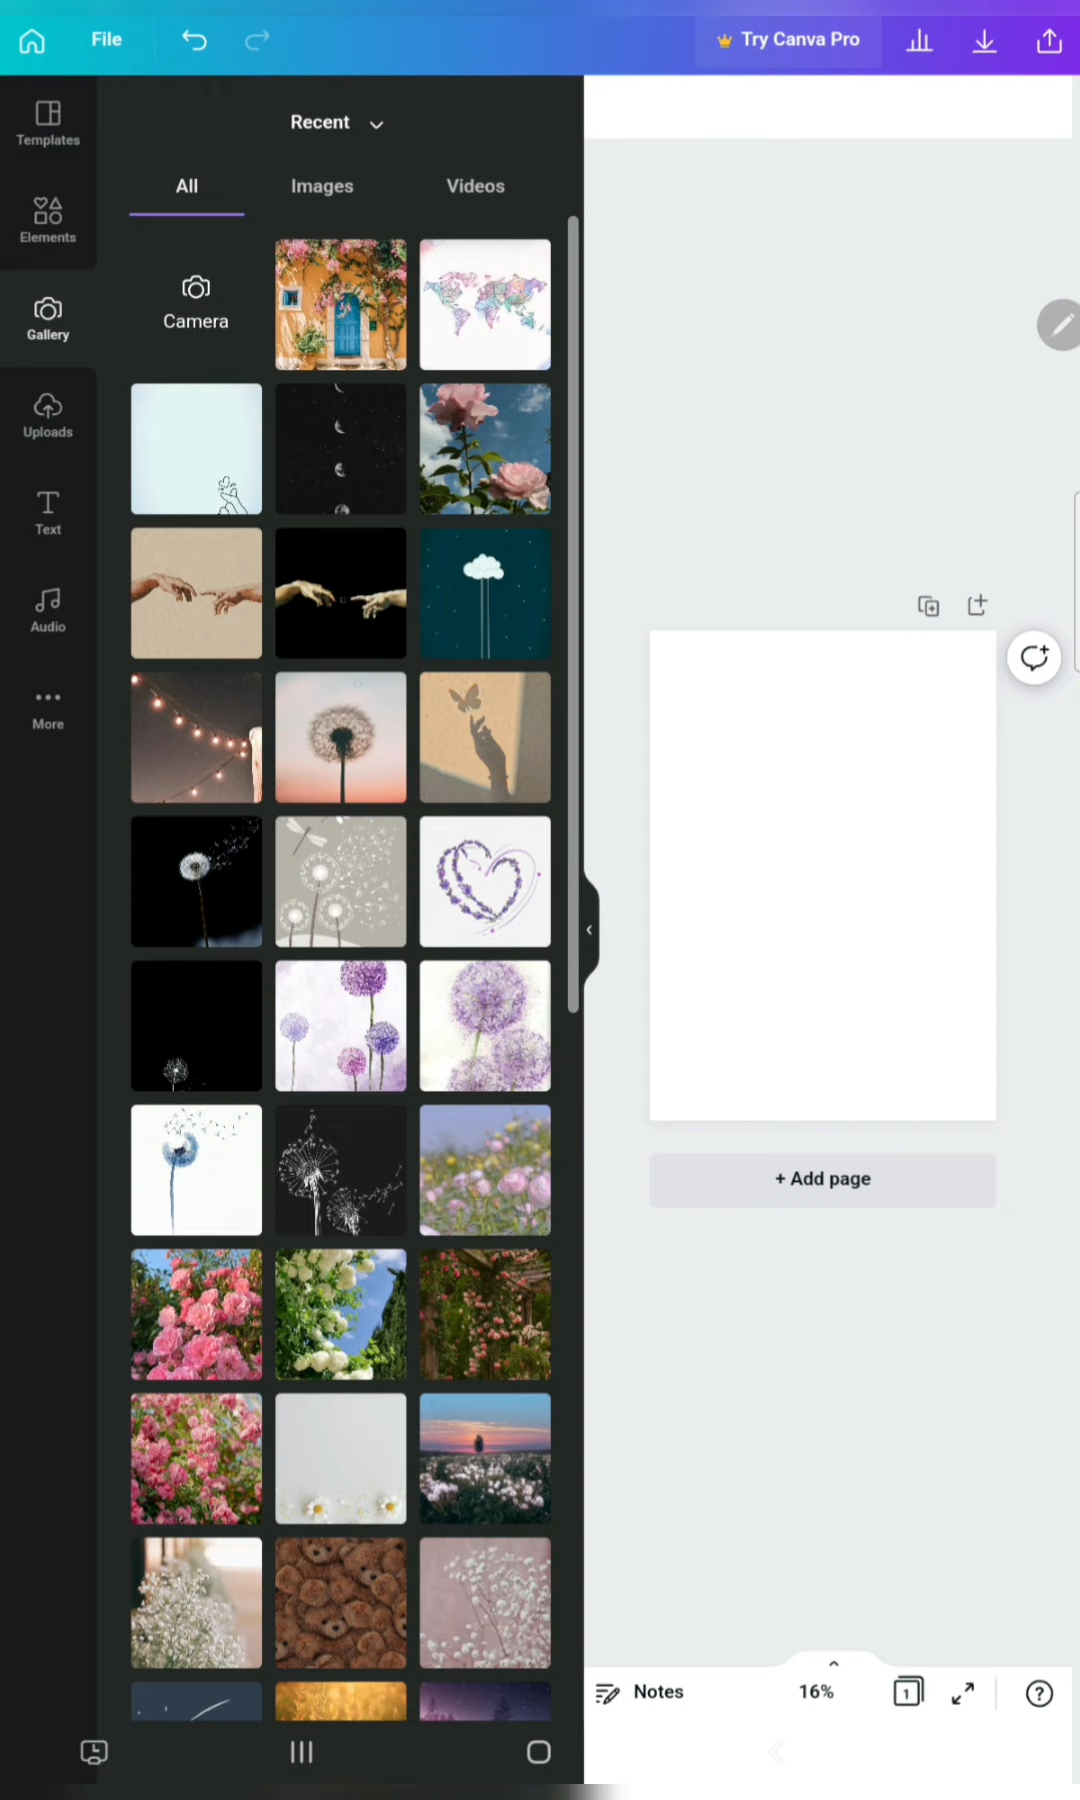 File
Try Canva Pro
Templates
Elements
Gallery
Uploads
Text
Audio
More
Recent
All
Images
Videos
Camera
+ Add page
Notes
16%
1
?